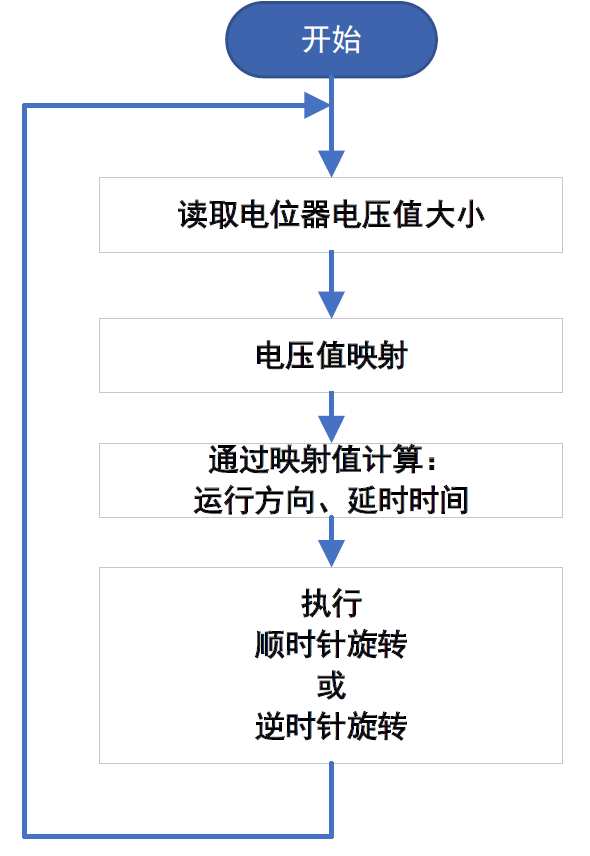 开始
读取电位器电压值大小
电压值映射
通过映射值计算：
运行方向、延时时间
执行
顺时针旋转
或
逆时针旋转